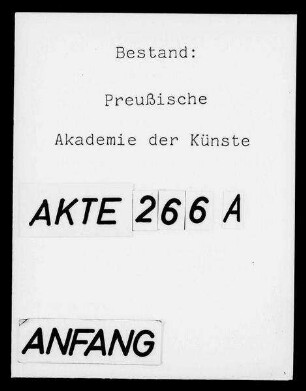 Bestand:
Preußische
Akademie der Künste
AKTE 266 A
ANFANG